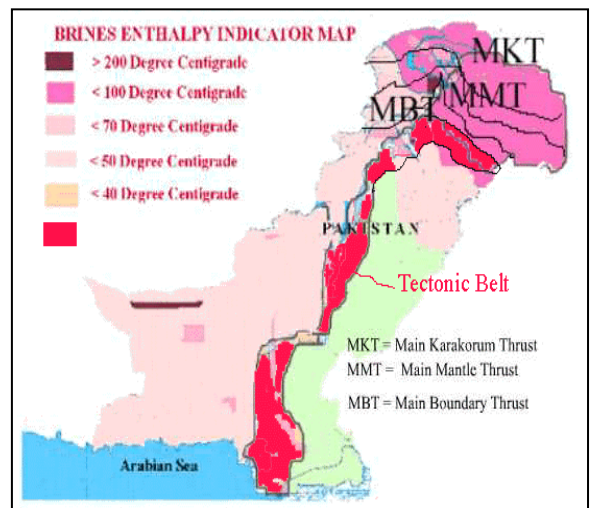 BRINES ENTHALPY INDICATOR MAP
> 200 Degree Centigrade
< 100 Degree Centigrade
< 70 Degree Centigrade
< 50 Degree Centigrade
< 40 Degree Centigrade
MKT
MMT
MBT
PAKISTAN
Tectonic Belt
MKT = Main Karakorum Thrust
MMT = Main Mantle Thrust
MBT = Main Boundary Thrust
Arabian Sea